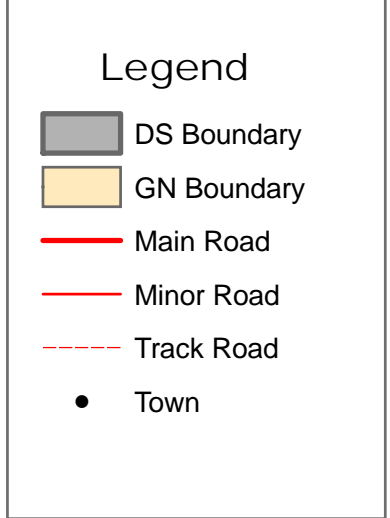 Legend
DS Boundary
GN Boundary
Main Road
Minor Road
Track Road
Town